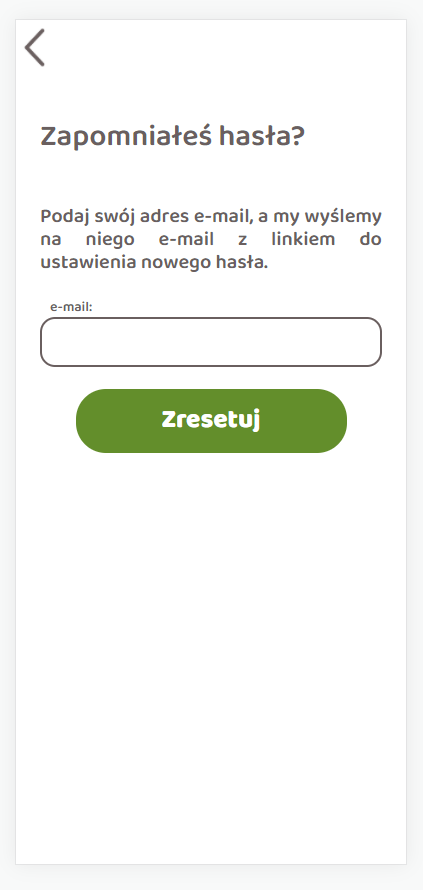 Zapomniałeś hasła?
Podaj swój adres e-mail, a my wyślemy
na niego e-mail z linkiem do
ustawienia nowego hasła.
e-mail:
Zresetuj